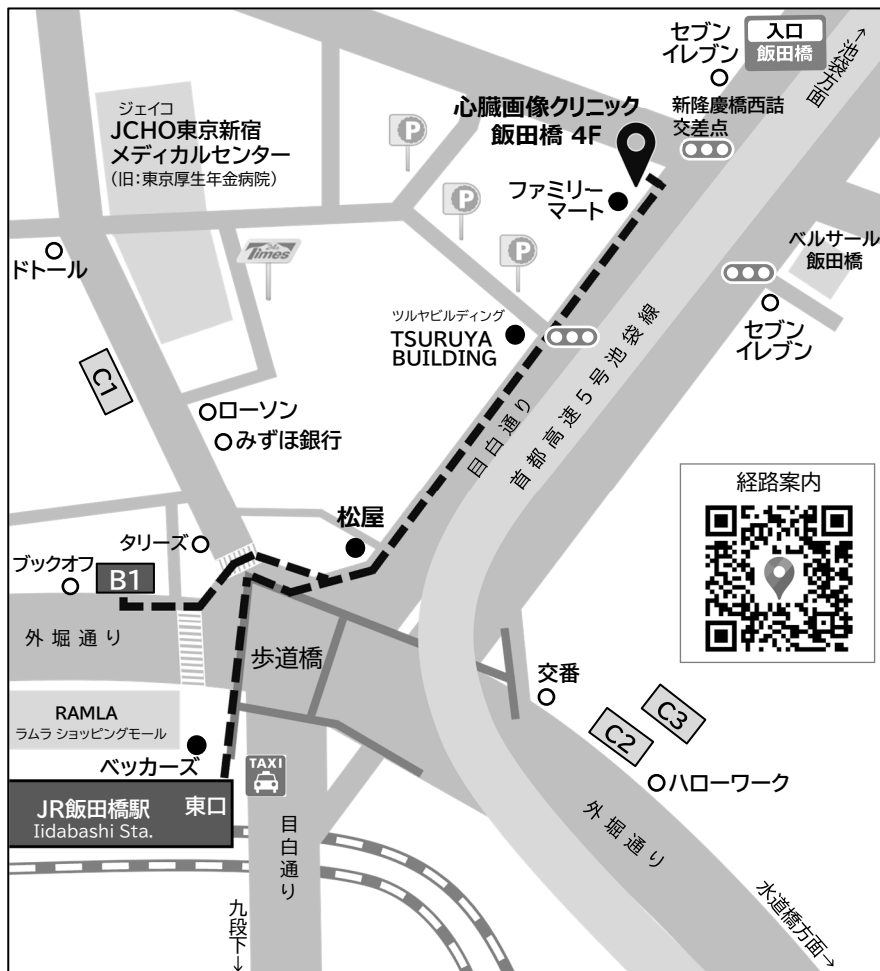 セブン
イレブン
入口
飯田橋
←池袋方面
新隆慶橋西詰
交差点
心臓画像クリニック
飯田橋 4F
ジェイコ
JCHO東京新宿
メディカルセンター
(旧:東京厚生年金病院)
P
P
P
ファミリー
マート
ベルサール
飯田橋
ドトール
24h
Times
ツルヤビルディング
TSURUYA
BUILDING
セブン
イレブン
首都高速5号池袋線
目白通り
C1
ローソン
みずほ銀行
経路案内
松屋
タリーズ
ブックオフ
B1
外堀通り
歩道橋
交番
C3
C2
RAMLA
ラムラ ショッピングモール
ベッカーズ
TAXI
ハローワーク
JR飯田橋駅 東口
Iidabashi Sta.
目白通り
外堀通り
九段下→
水道橋方面→